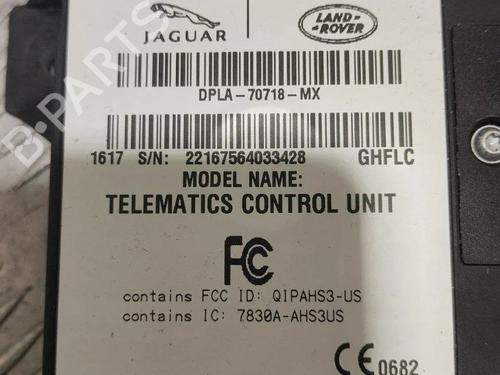 JAGUAR
LAND-
-ROVER
DPLA-70718-MX
1617 S/N: 22167564033428 GHFLC
MODEL NAME:
TELEMATICS CONTROL UNIT
FC
contains FCC ID: QIPAHS3-US
contains IC: 7830A-AHS3US
CE 0682
B-PARTS